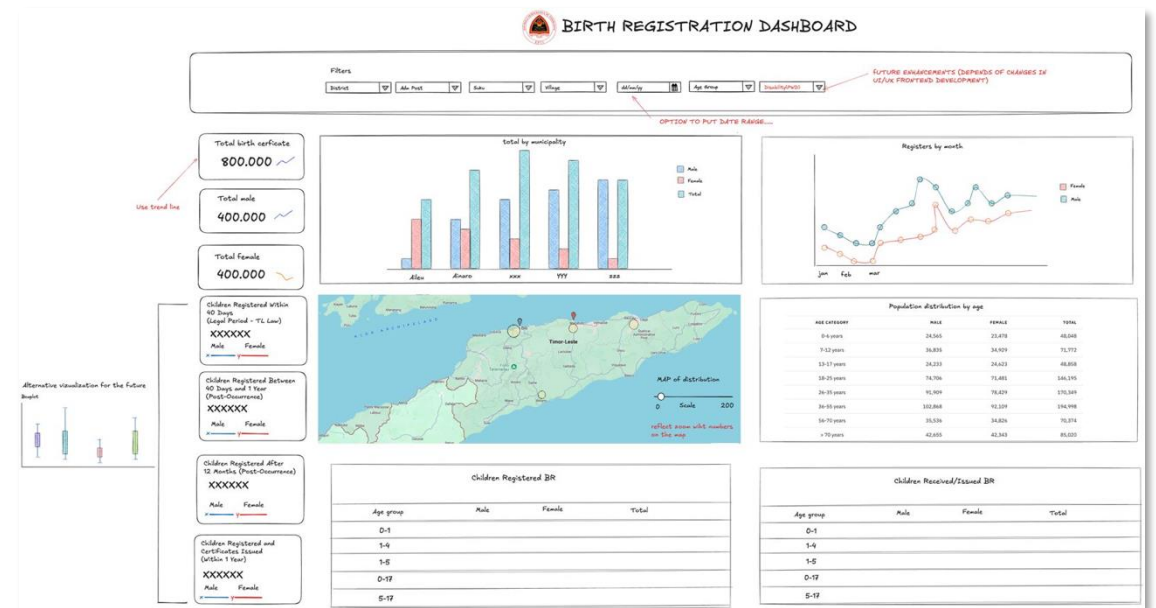 BIRTH REGISTRATION DASHBOARD
Filters
District
Adm Post
Suku
Village
dd/mm/yy
Age Group
Disability(PWD)
FUTURE ENHANCEMENTS (DEPENDS OF CHANGES IN
UI/UX FRONTEND DEVELOPMENT)
OPTION TO PUT DATE RANGE....
Total birth cerficate
800.000
Use trend line
Total male
400.000
Total female
400.000
total by municipality
Male
Female
Total
Aileu
Ainaro
xxx
YYY
zzz
Registers by month
Female
Male
jan
feb
mar
Children Registered Within
40 Days
(Legal Period - TL Law)
XXXXXX
Male Female
Children Registered Between
40 Days and 1 Year
(Post-Occurrence)
XXXXXX
Male Female
Alternative vizualization for the future
Boxplot
Children Registered After
12 Months (Post-Occurrence)
XXXXXX
Male Female
Children Registered and
Certificates Issued
(Within 1 Year)
XXXXXX
Male Female
Timor-Leste
MAP of distribution
0 Scale 200
reflect zoom wiht numbers
on the map
Population distribution by age
AGE CATEGORY MALE FEMALE TOTAL
0-6 years 24,565 23,478 48,048
7-12 years 36,835 34,929 71,772
13-17 years 24,233 24,621 48,858
18-25 years 74,706 71,481 146,195
26-35 years 91,909 78,429 170,349
36-55 years 102,868 92,109 194,998
56-70 years 35,536 34,826 70,374
> 70 years 42,655 42,343 85,020
Children Registered BR
Age group Male Female Total
0-1
1-4
1-5
0-17
5-17
Children Received/Issued BR
Age group Male Female Total
0-1
1-4
1-5
0-17
5-17